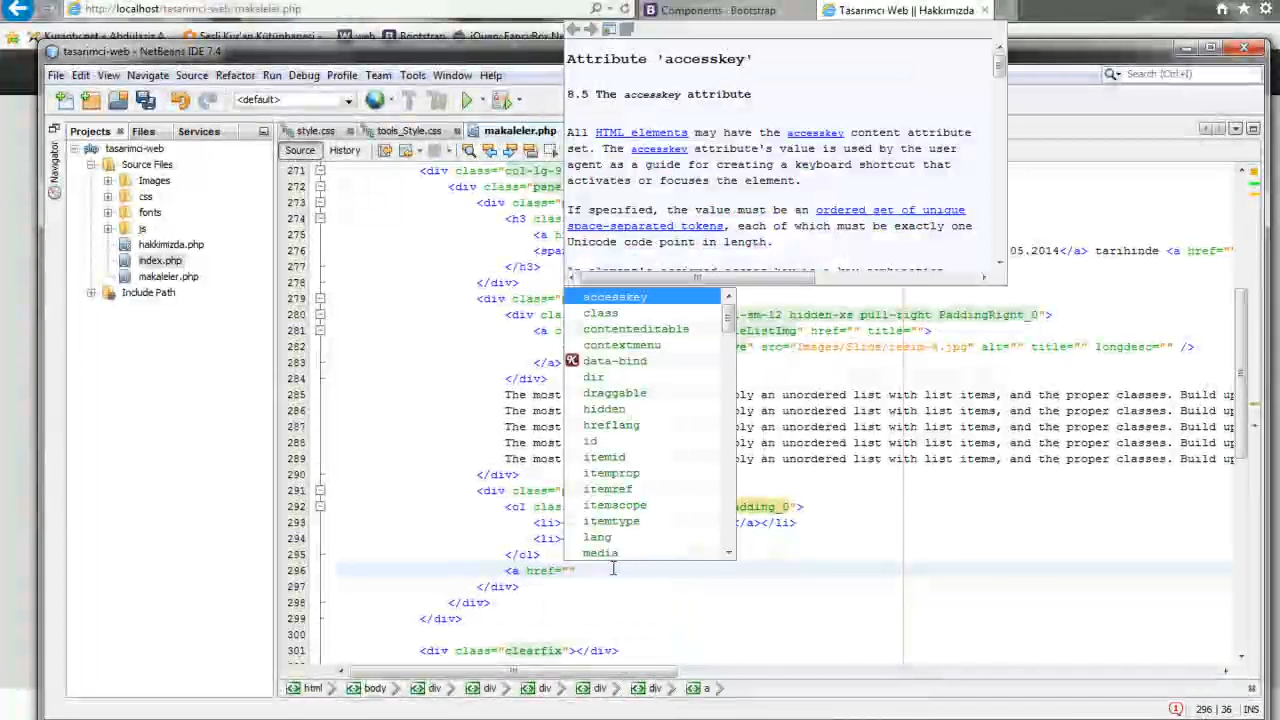 http://localhost/tasarimci-web/makaleler.php
Components · Bootstrap
Tasarımcı Web || Hakkımızda
tasarimci-web - NetBeans IDE 7.4
File Edit View Navigate Source Refactor Run Debug Profile Team Tools Window Help
<default>
Search (Ctrl+I)
Projects Files Services
style.css tools_Style.css makaleler.php
Source History
Navigator
tasarimci-web
Source Files
Images
css
fonts
js
hakkimizda.php
index.php
makaleler.php
Include Path
Attribute 'accesskey'
8.5 The accesskey attribute
All HTML elements may have the accesskey content attribute
set. The accesskey attribute's value is used by the user
agent as a guide for creating a keyboard shortcut that
activates or focuses the element.
If specified, the value must be an ordered set of unique
space-separated tokens, each of which must be exactly one
Unicode code point in length.
accesskey
class
contenteditable
contextmenu
data-bind
dir
draggable
hidden
hreflang
id
itemid
itemprop
itemref
itemscope
itemtype
lang
media
271 <div class="col-lg-9
272 <div class="pane
273 <div class="p
274 <h3 clas
275 <a h
276 <spa 05.2014</a> tarihinde <a href="
277 </h3>
278 </div>
279 <div class="p
280 <div cla -sm-12 hidden-xs pull-right PaddingRight_0">
281 <a c leListImg" href="" title="">
282 ve" src="Images/Slide/resim-4.jpg" alt="" title="" longdesc="" />
283 </a>
284 </div>
285 The most ply an unordered list with list items, and the proper classes. Build up
286 The most ply an unordered list with list items, and the proper classes. Build up
287 The most ply an unordered list with list items, and the proper classes. Build up
288 The most ply an unordered list with list items, and the proper classes. Build up
289 The most ply an unordered list with list items, and the proper classes. Build up
290 </div>
291 <div class="p
292 <ol clas adding_0">
293 <li> /a></li>
294 <li>
295 </ol>
296 <a href=""
297 </div>
298 </div>
299 </div>
300
301 <div class="clearfix"></div>
html body div div div div div a
1 296 | 36 INS